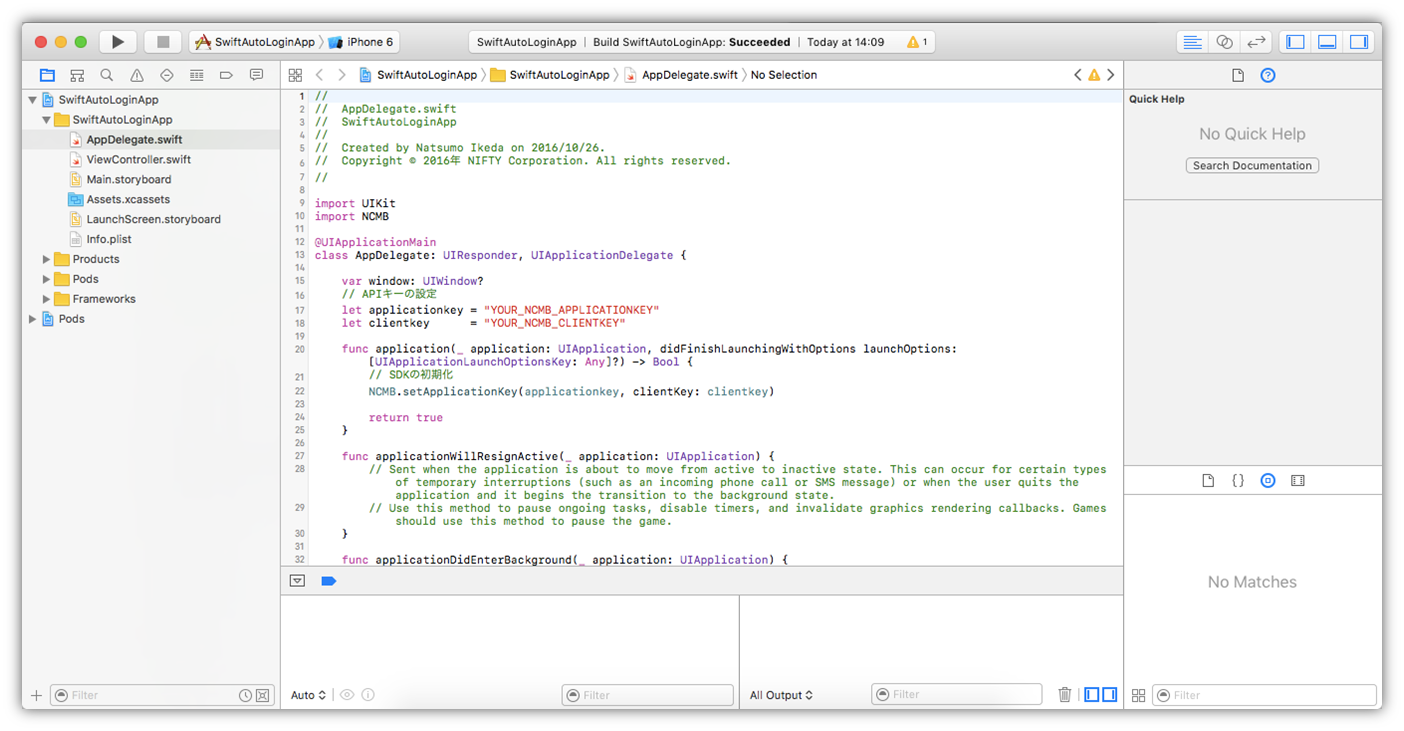 SwiftAutoLoginApp
iPhone 6
SwiftAutoLoginApp | Build SwiftAutoLoginApp: Succeeded | Today at 14:09
1
SwiftAutoLoginApp
SwiftAutoLoginApp
AppDelegate.swift
ViewController.swift
Main.storyboard
Assets.xcassets
LaunchScreen.storyboard
Info.plist
Products
Pods
Frameworks
Pods
Filter
SwiftAutoLoginApp
SwiftAutoLoginApp
AppDelegate.swift
No Selection
1 //
2 // AppDelegate.swift
3 // SwiftAutoLoginApp
4 //
5 // Created by Natsumo Ikeda on 2016/10/26.
6 // Copyright © 2016年 NIFTY Corporation. All rights reserved.
7 //
8
9 import UIKit
10 import NCMB
11
12 @UIApplicationMain
13 class AppDelegate: UIResponder, UIApplicationDelegate {
14
15 var window: UIWindow?
16 // APIキーの設定
17 let applicationkey = "YOUR_NCMB_APPLICATIONKEY"
18 let clientkey      = "YOUR_NCMB_CLIENTKEY"
19
20 func application(_ application: UIApplication, didFinishLaunchingWithOptions launchOptions:
[UIApplicationLaunchOptionsKey: Any]?) -> Bool {
21 // SDKの初期化
22 NCMB.setApplicationKey(applicationkey, clientKey: clientkey)
23
24 return true
25 }
26
27 func applicationWillResignActive(_ application: UIApplication) {
28 // Sent when the application is about to move from active to inactive state. This can occur for certain types
of temporary interruptions (such as an incoming phone call or SMS message) or when the user quits the
application and it begins the transition to the background state.
29 // Use this method to pause ongoing tasks, disable timers, and invalidate graphics rendering callbacks. Games
should use this method to pause the game.
30 }
31
32 func applicationDidEnterBackground(_ application: UIApplication) {
Auto
Filter
All Output
Filter
Quick Help
No Quick Help
Search Documentation
{}
No Matches
Filter